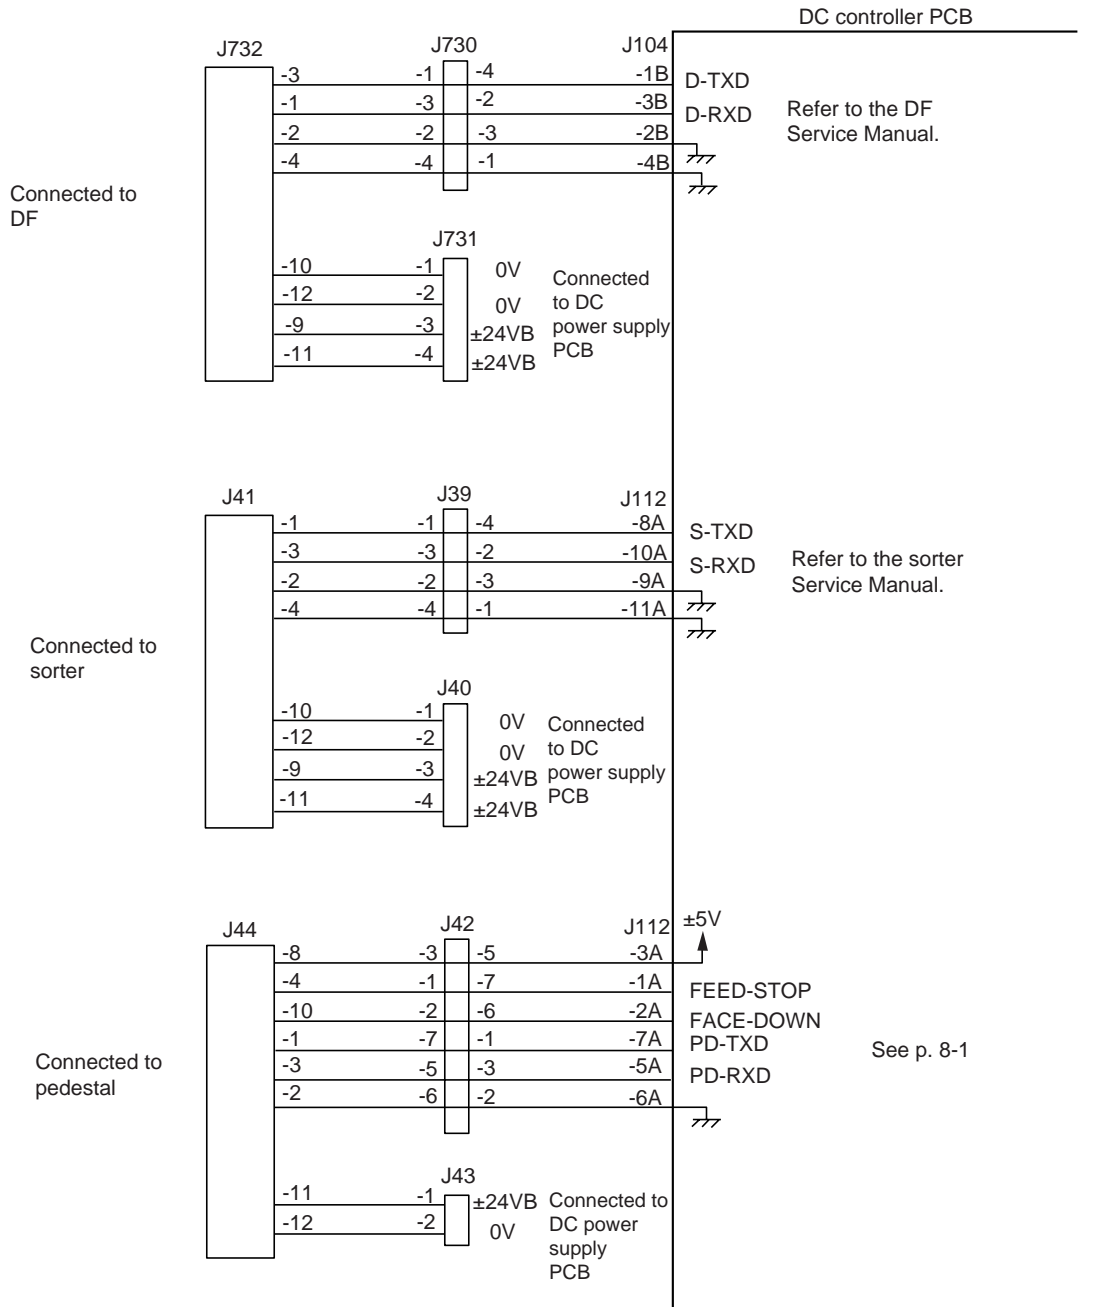 DC controller PCB
J732 J730 J104
-3 -1 -4 -1B D-TXD
-1 -3 -2 -3B D-RXD
-2 -2 -3 -2B
-4 -4 -1 -4B
Refer to the DF
Service Manual.
Connected to
DF
J731
-10 -1 0V
-12 -2 0V
-9 -3 ±24VB
-11 -4 ±24VB
Connected
to DC
power supply
PCB
J41 J39 J112
-1 -1 -4 -8A S-TXD
-3 -3 -2 -10A S-RXD
-2 -2 -3 -9A
-4 -4 -1 -11A
Refer to the sorter
Service Manual.
Connected to
sorter
J40
-10 -1 0V
-12 -2 0V
-9 -3 ±24VB
-11 -4 ±24VB
Connected
to DC
power supply
PCB
J44 J42 J112 ±5V
-8 -3 -5 -3A
-4 -1 -7 -1A FEED-STOP
-10 -2 -6 -2A FACE-DOWN
-1 -7 -1 -7A PD-TXD
-3 -5 -3 -5A PD-RXD
-2 -6 -2 -6A
See p. 8-1
Connected to
pedestal
J43
-11 -1 ±24VB
-12 -2 0V
Connected to
DC power
supply
PCB